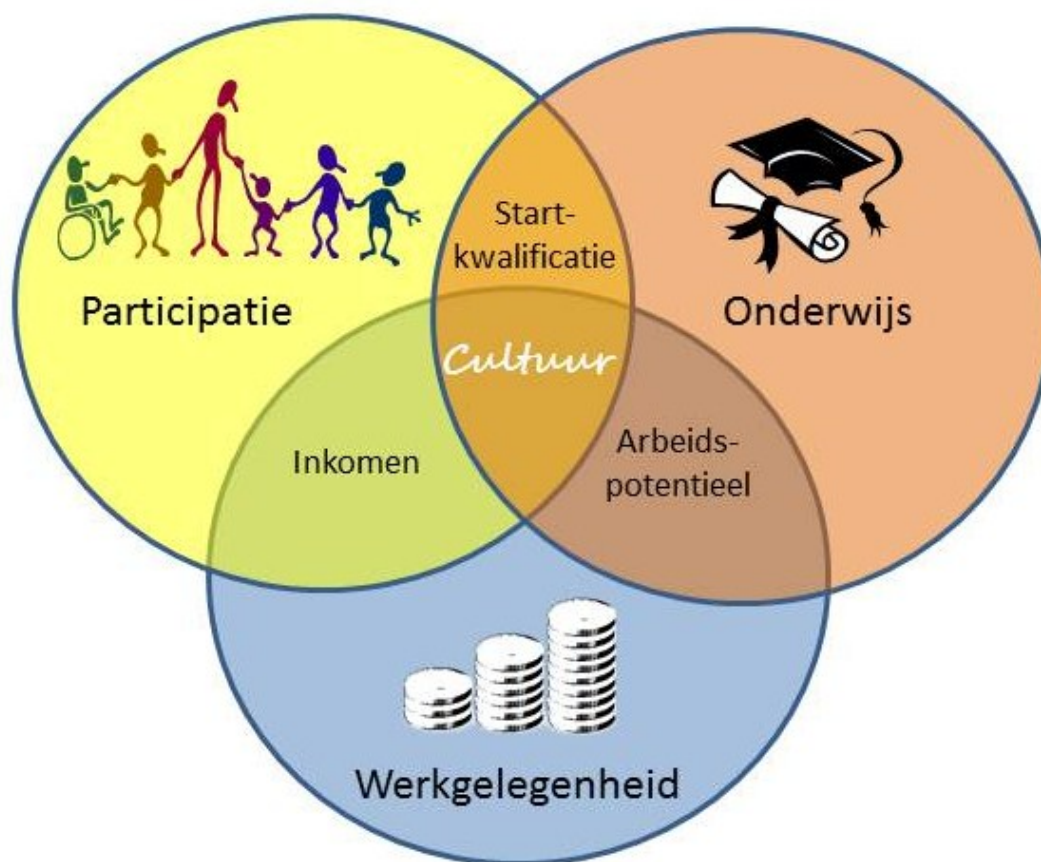 Start-
kwalificatie
Participatie
Onderwijs
Cultuur
Inkomen
Arbeids-
potentieel
Werkgelegenheid